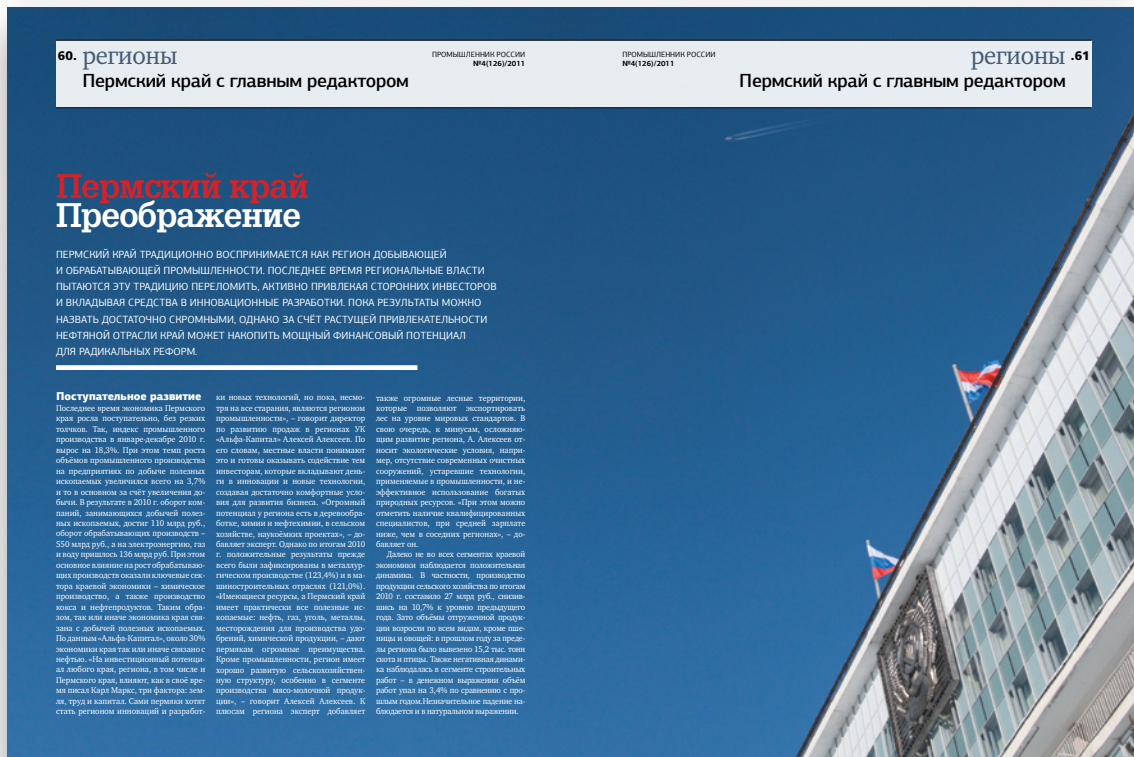 60. регионы
Пермский край с главным редактором
ПРОМЫШЛЕННИК РОССИИ
№4(126)/2011
ПРОМЫШЛЕННИК РОССИИ
№4(126)/2011
регионы .61
Пермский край с главным редактором
Пермский край
Преображение
ПЕРМСКИЙ КРАЙ ТРАДИЦИОННО ВОСПРИНИМАЕТСЯ КАК РЕГИОН ДОБЫВАЮЩЕЙ
И ОБРАБАТЫВАЮЩЕЙ ПРОМЫШЛЕННОСТИ. ПОСЛЕДНЕЕ ВРЕМЯ РЕГИОНАЛЬНЫЕ ВЛАСТИ
ПЫТАЮТСЯ ЭТУ ТРАДИЦИЮ ПЕРЕЛОМИТЬ, АКТИВНО ПРИВЛЕКАЯ СТОРОННИХ ИНВЕСТОРОВ
И ВКЛАДЫВАЯ СРЕДСТВА В ИННОВАЦИОННЫЕ РАЗРАБОТКИ. ПОКА РЕЗУЛЬТАТЫ МОЖНО
НАЗВАТЬ ДОСТАТОЧНО СКРОМНЫМИ, ОДНАКО ЗА СЧЁТ РАСТУЩЕЙ ПРИВЛЕКАТЕЛЬНОСТИ
НЕФТЯНОЙ ОТРАСЛИ КРАЙ МОЖЕТ НАКОПИТЬ МОЩНЫЙ ФИНАНСОВЫЙ ПОТЕНЦИАЛ
ДЛЯ РАДИКАЛЬНЫХ РЕФОРМ.
Поступательное развитие
Последнее время экономика Пермского
края росла поступательно, без резких
толчков. Так, индекс промышленного
производства в январе-декабре 2010 г.
вырос на 18,3%. При этом темп роста
объёмов промышленного производства
на предприятиях по добыче полезных
ископаемых увеличился всего на 3,7%
и то в основном за счёт увеличения до-
бычи. В результате в 2010 г. оборот ком-
паний, занимающихся добычей полез-
ных ископаемых, достиг 110 млрд руб.,
оборот обрабатывающих производств –
550 млрд руб., а на электроэнергию, газ
и воду пришлось 136 млрд руб. При этом
основное влияние на рост обрабатываю-
щих производств оказали ключевые сек-
тора краевой экономики – химическое
производство, а также производство
кокса и нефтепродуктов. Таким обра-
зом, так или иначе экономика края свя-
зана с добычей полезных ископаемых.
По данным «Альфа-Капитал», около 30%
экономики края так или иначе связано с
нефтью. «На инвестиционный потенци-
ал любого края, региона, в том числе и
Пермского края, влияют, как в своё вре-
мя писал Карл Маркс, три фактора: зем-
ля, труд и капитал. Сами пермяки хотят
стать регионом инноваций и разработ-
ки новых технологий, но пока, несмо-
тря на все старания, являются регионом
промышленности», – говорит директор
по развитию продаж в регионах УК
«Альфа-Капитал» Алексей Алексеев. По
его словам, местные власти понимают
это и готовы оказывать содействие тем
инвесторам, которые вкладывают день-
ги в инновации и новые технологии,
создавая достаточно комфортные усло-
вия для развития бизнеса. «Огромный
потенциал у региона есть в деревообра-
ботке, химии и нефтехимии, в сельском
хозяйстве, наукоёмких проектах», – до-
бавляет эксперт. Однако по итогам 2010
г. положительные результаты прежде
всего были зафиксированы в металлур-
гическом производстве (123,4%) и в ма-
шиностроительных отраслях (121,0%).
«Имеющиеся ресурсы, а Пермский край
имеет практически все полезные ис-
копаемые: нефть, газ, уголь, металлы,
месторождения для производства удо-
брений, химической продукции, – дают
пермякам огромные преимущества.
Кроме промышленности, регион имеет
хорошо развитую сельскохозяйствен-
ную структуру, особенно в сегменте
производства мясо-молочной продук-
ции», – говорит Алексей Алексеев. К
плюсам региона эксперт добавляет
также огромные лесные территории,
которые позволяют экспортировать
лес на уровне мировых стандартов. В
свою очередь, к минусам, осложняю-
щим развитие региона, А. Алексеев от-
носит экологические условия, напри-
мер, отсутствие современных очистных
сооружений, устаревшие технологии,
применяемые в промышленности, и не-
эффективное использование богатых
природных ресурсов. «При этом можно
отметить наличие квалифицированных
специалистов, при средней зарплате
ниже, чем в соседних регионах», – до-
бавляет он.
Далеко не во всех сегментах краевой
экономики наблюдается положительная
динамика. В частности, производство
продукции сельского хозяйства по итогам
2010 г. составило 27 млрд руб., снизив-
шись на 10,7% к уровню предыдущего
года. Зато объёмы отгруженной продук-
ции возросли по всем видам, кроме пше-
ницы и овощей: в прошлом году за преде-
лы региона было вывезено 15,2 тыс. тонн
скота и птицы. Также негативная динами-
ка наблюдалась в сегменте строительных
работ – в денежном выражении объём
работ упал на 3,4% по сравнению с про-
шлым годом.Незначительное падение на-
блюдается и в натуральном выражении.